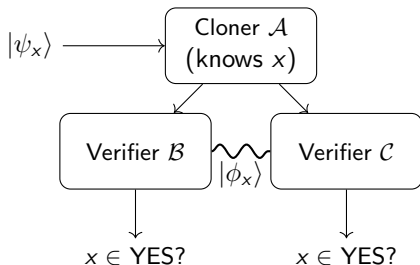 Cloner 𝒜
|ψₓ⟩
(knows x)
Verifier ℬ
Verifier 𝒞
|ϕₓ⟩
x ∈ YES?
x ∈ YES?